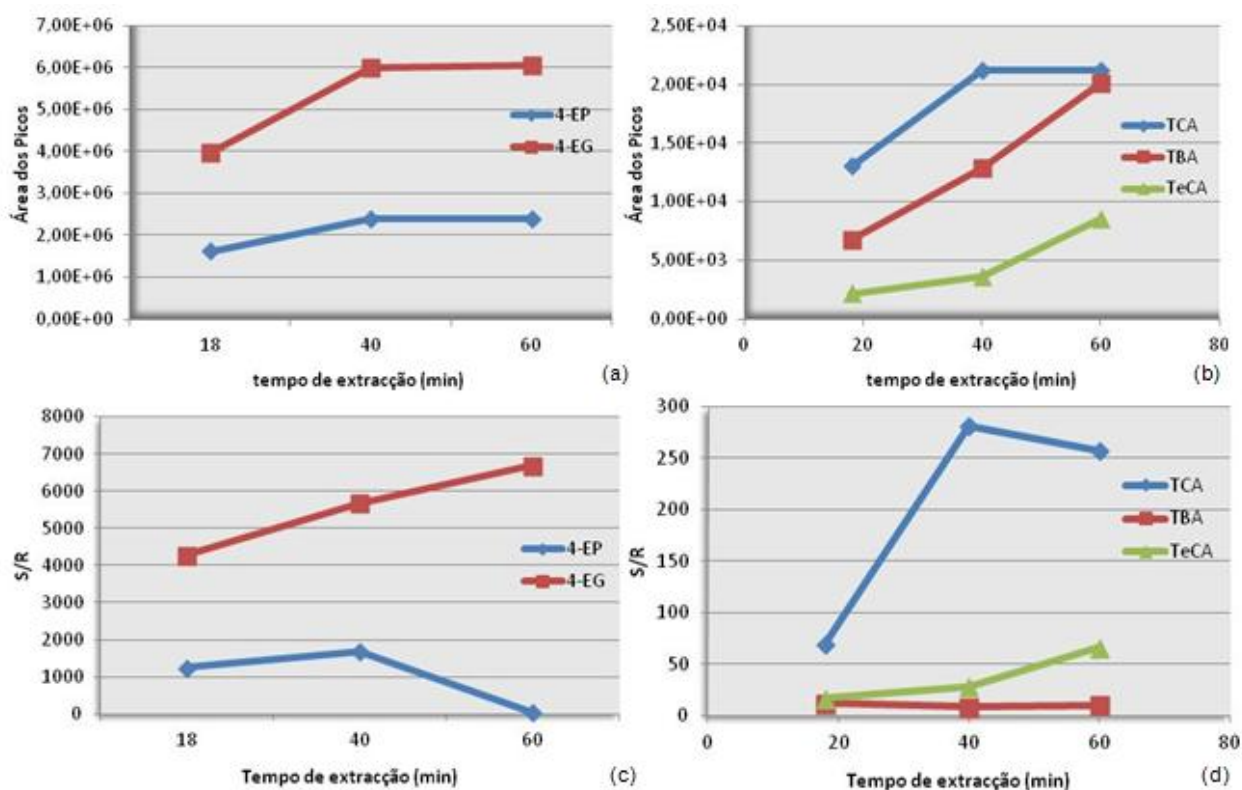 7,00E+06
6,00E+06
5,00E+06
4,00E+06
3,00E+06
2,00E+06
1,00E+06
0,00E+00
Área dos Picos
4-EP
4-EG
18 40 60
tempo de extracção (min)
(a)
2,50E+04
2,00E+04
1,50E+04
1,00E+04
5,00E+03
0,00E+00
Área dos Picos
TCA
TBA
TeCA
0 20 40 60 80
tempo de extracção (min)
(b)
8000
7000
6000
5000
4000
3000
2000
1000
0
S/R
4-EP
4-EG
18 40 60
Tempo de extracção (min)
(c)
300
250
200
150
100
50
0
S/R
TCA
TBA
TeCA
0 20 40 60 80
Tempo de extracção (min)
(d)